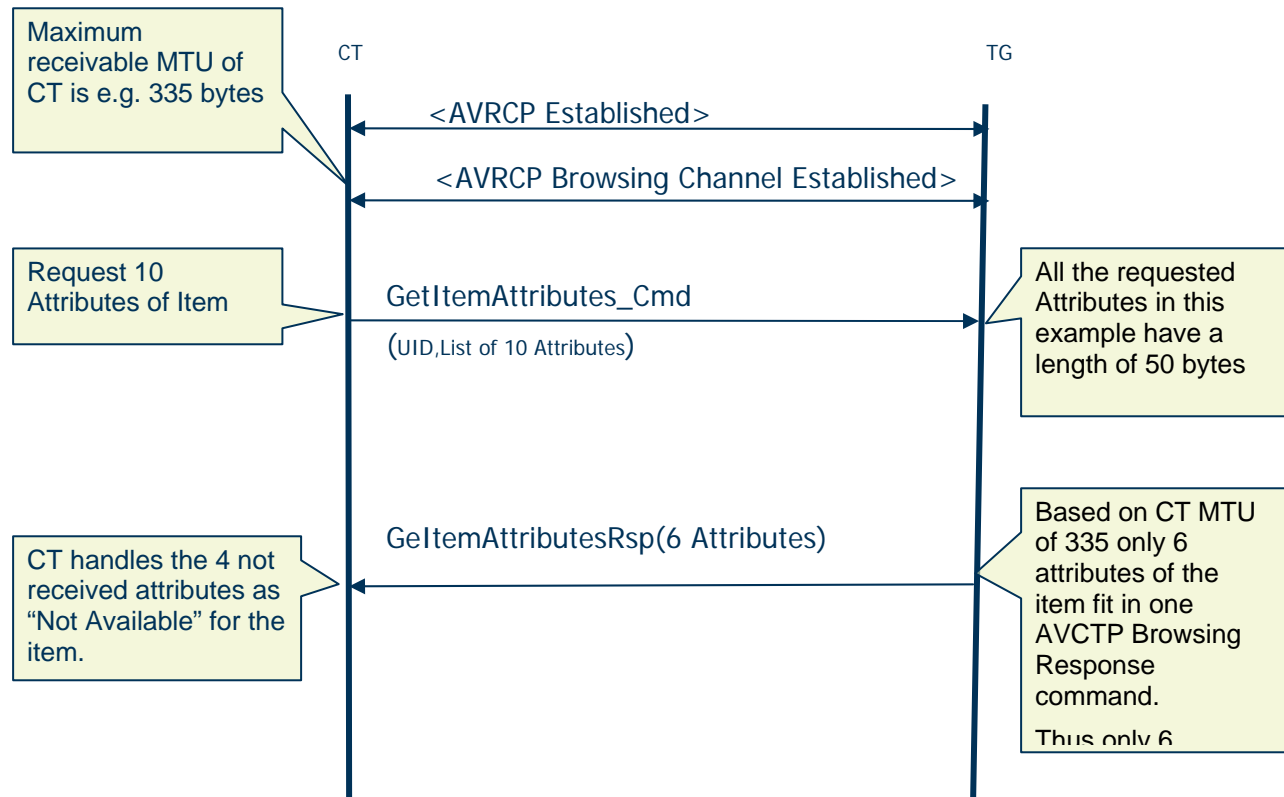 Maximum
receivable MTU of
CT is e.g. 335 bytes
CT
TG
<AVRCP Established>
<AVRCP Browsing Channel Established>
Request 10
Attributes of Item
GetItemAttributes_Cmd
(UID,List of 10 Attributes)
All the requested
Attributes in this
example have a
length of 50 bytes
GeItemAttributesRsp(6 Attributes)
CT handles the 4 not
received attributes as
“Not Available” for the
item.
Based on CT MTU
of 335 only 6
attributes of the
item fit in one
AVCTP Browsing
Response
command.
Thus only 6